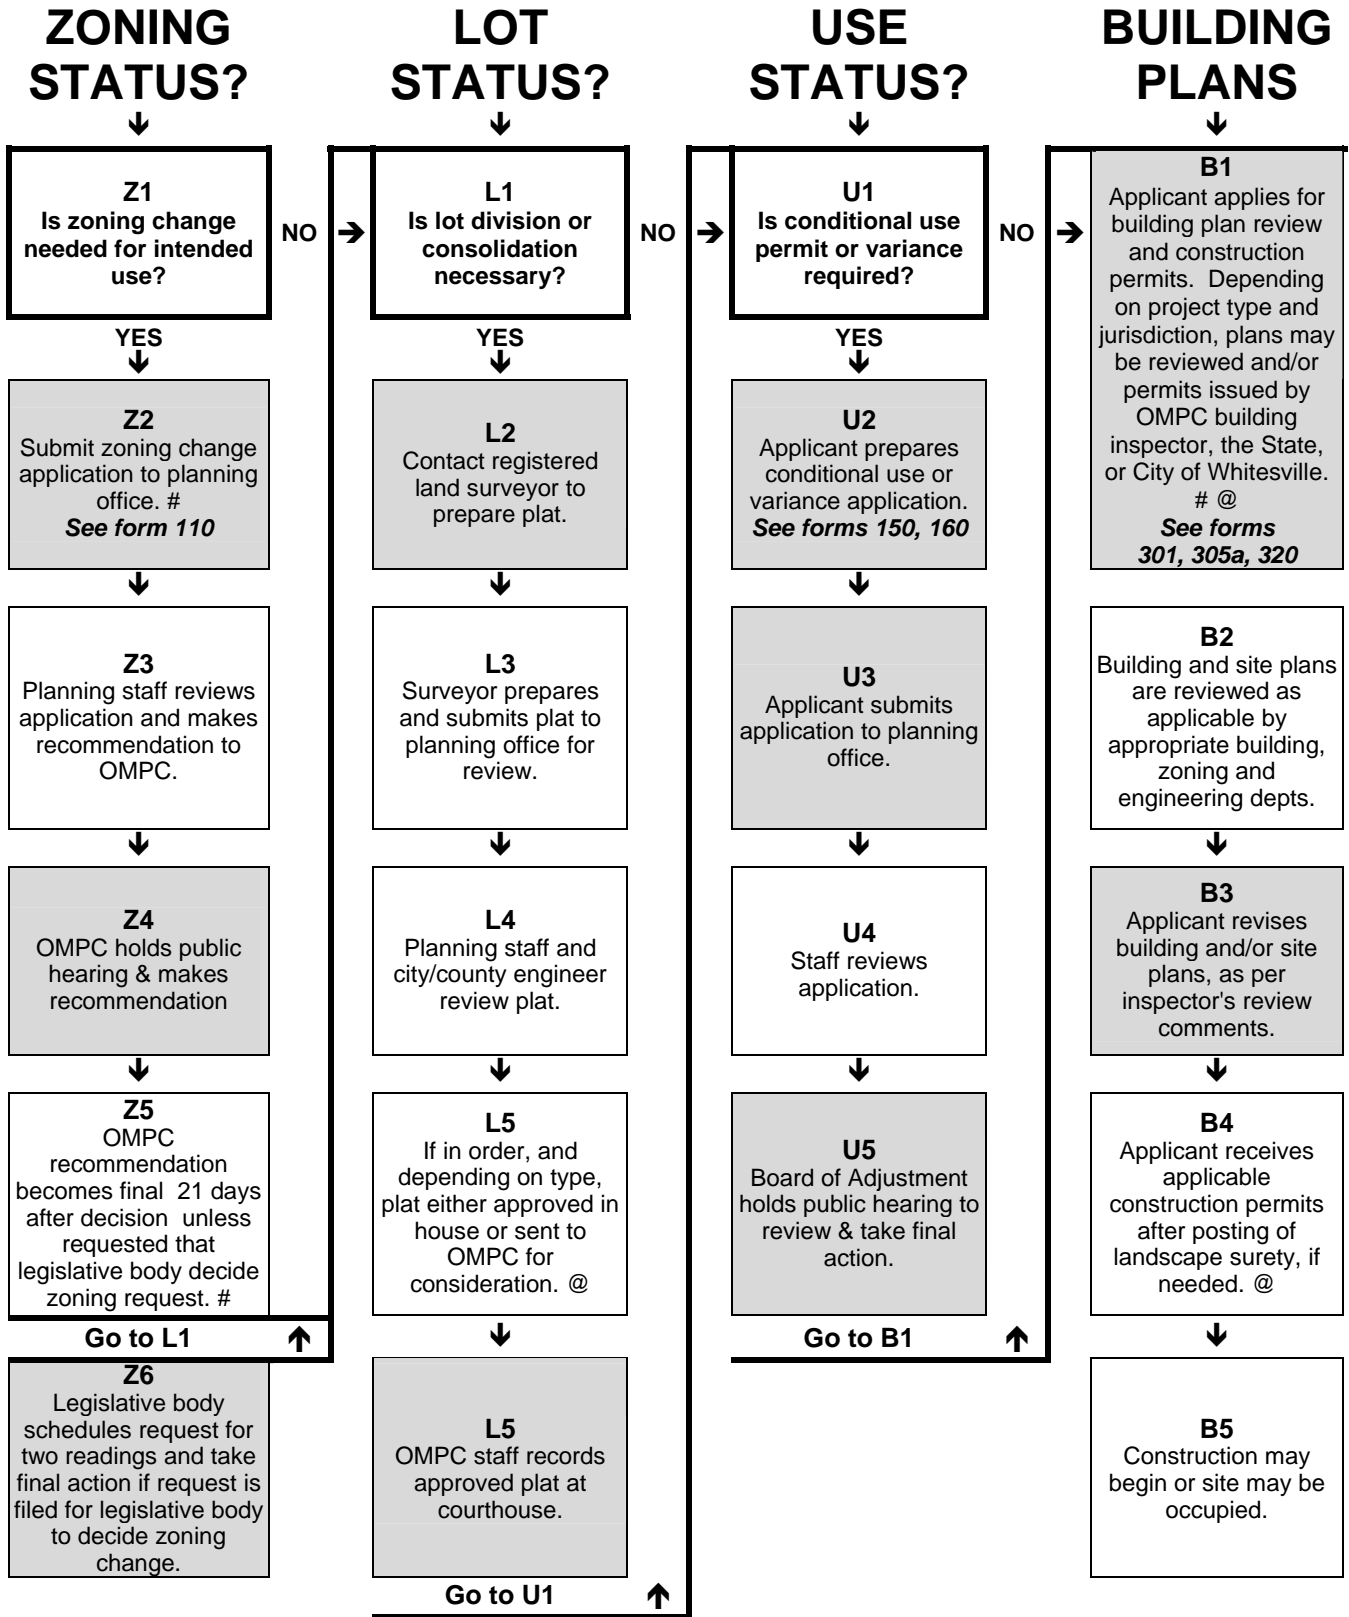 ZONING
STATUS?
Z1
Is zoning change
needed for intended
use?
NO
YES
Z2
Submit zoning change
application to planning
office. #
See form 110
Z3
Planning staff reviews
application and makes
recommendation to
OMPC.
Z4
OMPC holds public
hearing & makes
recommendation
Z5
OMPC
recommendation
becomes final 21 days
after decision unless
requested that
legislative body decide
zoning request. #
Go to L1
Z6
Legislative body
schedules request for
two readings and take
final action if request is
filed for legislative body
to decide zoning
change.
LOT
STATUS?
L1
Is lot division or
consolidation
necessary?
NO
YES
L2
Contact registered
land surveyor to
prepare plat.
L3
Surveyor prepares
and submits plat to
planning office for
review.
L4
Planning staff and
city/county engineer
review plat.
L5
If in order, and
depending on type,
plat either approved in
house or sent to
OMPC for
consideration. @
L5
OMPC staff records
approved plat at
courthouse.
Go to U1
USE
STATUS?
U1
Is conditional use
permit or variance
required?
NO
YES
U2
Applicant prepares
conditional use or
variance application.
See forms 150, 160
U3
Applicant submits
application to planning
office.
U4
Staff reviews
application.
U5
Board of Adjustment
holds public hearing to
review & take final
action.
Go to B1
BUILDING
PLANS
B1
Applicant applies for
building plan review
and construction
permits. Depending
on project type and
jurisdiction, plans may
be reviewed and/or
permits issued by
OMPC building
inspector, the State,
or City of Whitesville.
# @
See forms
301, 305a, 320
B2
Building and site plans
are reviewed as
applicable by
appropriate building,
zoning and
engineering depts.
B3
Applicant revises
building and/or site
plans, as per
inspector's review
comments.
B4
Applicant receives
applicable
construction permits
after posting of
landscape surety, if
needed. @
B5
Construction may
begin or site may be
occupied.